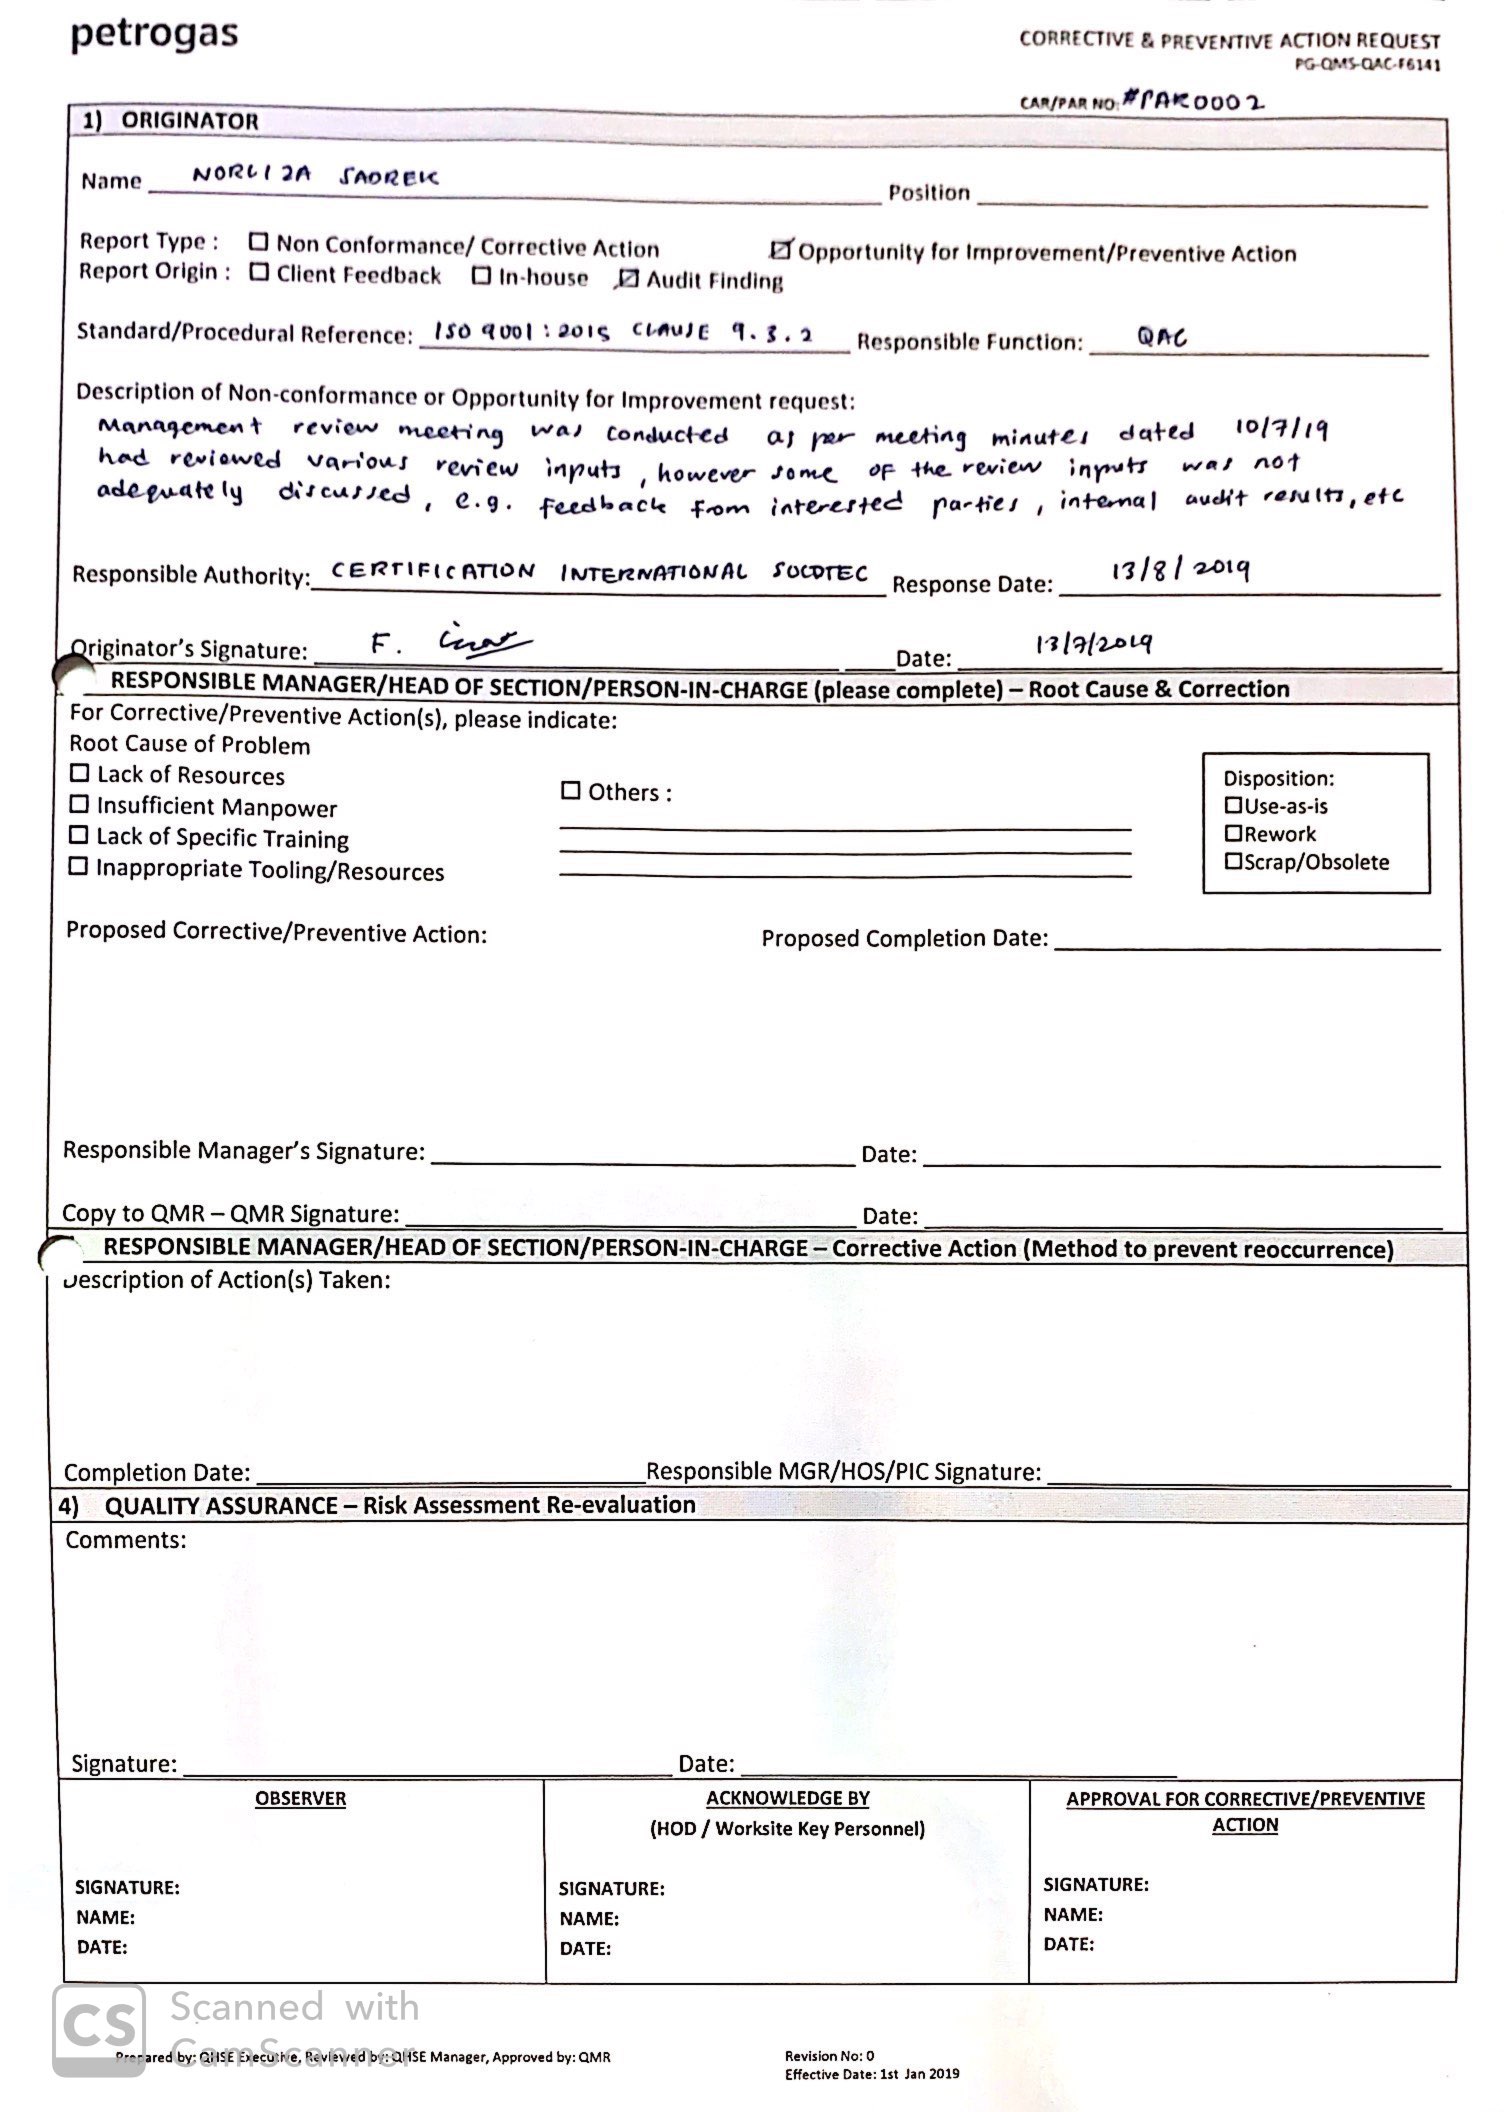 petrogas
CORRECTIVE & PREVENTIVE ACTION REQUEST
PG-QMS-QAC-F6141
CAR/PAR NO: #PAR0002
1) ORIGINATOR
Name NORLIZA SADREK Position
Report Type : ☐ Non Conformance/ Corrective Action ☑ Opportunity for Improvement/Preventive Action
Report Origin : ☐ Client Feedback ☐ In-house ☑ Audit Finding
Standard/Procedural Reference: ISO 9001 : 2015 CLAUSE 9.3.2 Responsible Function: QAC
Description of Non-conformance or Opportunity for Improvement request:
Management review meeting was conducted as per meeting minutes dated 10/7/19
had reviewed various review inputs, however some of the review inputs was not
adequately discussed, e.g. feedback from interested parties, internal audit results, etc
Responsible Authority: CERTIFICATION INTERNATIONAL SOCOTEC Response Date: 13/8/2019
Originator's Signature: F. Date: 13/7/2019
RESPONSIBLE MANAGER/HEAD OF SECTION/PERSON-IN-CHARGE (please complete) – Root Cause & Correction
For Corrective/Preventive Action(s), please indicate:
Root Cause of Problem
☐ Lack of Resources
☐ Insufficient Manpower
☐ Lack of Specific Training
☐ Inappropriate Tooling/Resources
☐ Others :
Disposition:
☐Use-as-is
☐Rework
☐Scrap/Obsolete
Proposed Corrective/Preventive Action: Proposed Completion Date:
Responsible Manager's Signature: Date:
Copy to QMR – QMR Signature: Date:
RESPONSIBLE MANAGER/HEAD OF SECTION/PERSON-IN-CHARGE – Corrective Action (Method to prevent reoccurrence)
Description of Action(s) Taken:
Completion Date: Responsible MGR/HOS/PIC Signature:
4) QUALITY ASSURANCE – Risk Assessment Re-evaluation
Comments:
Signature: Date:
OBSERVER
SIGNATURE:
NAME:
DATE:
ACKNOWLEDGE BY
(HOD / Worksite Key Personnel)
SIGNATURE:
NAME:
DATE:
APPROVAL FOR CORRECTIVE/PREVENTIVE
ACTION
SIGNATURE:
NAME:
DATE:
CS Scanned with
CamScanner
Prepared by: QHSE Executive, Reviewed by: QHSE Manager, Approved by: QMR
Revision No: 0
Effective Date: 1st Jan 2019